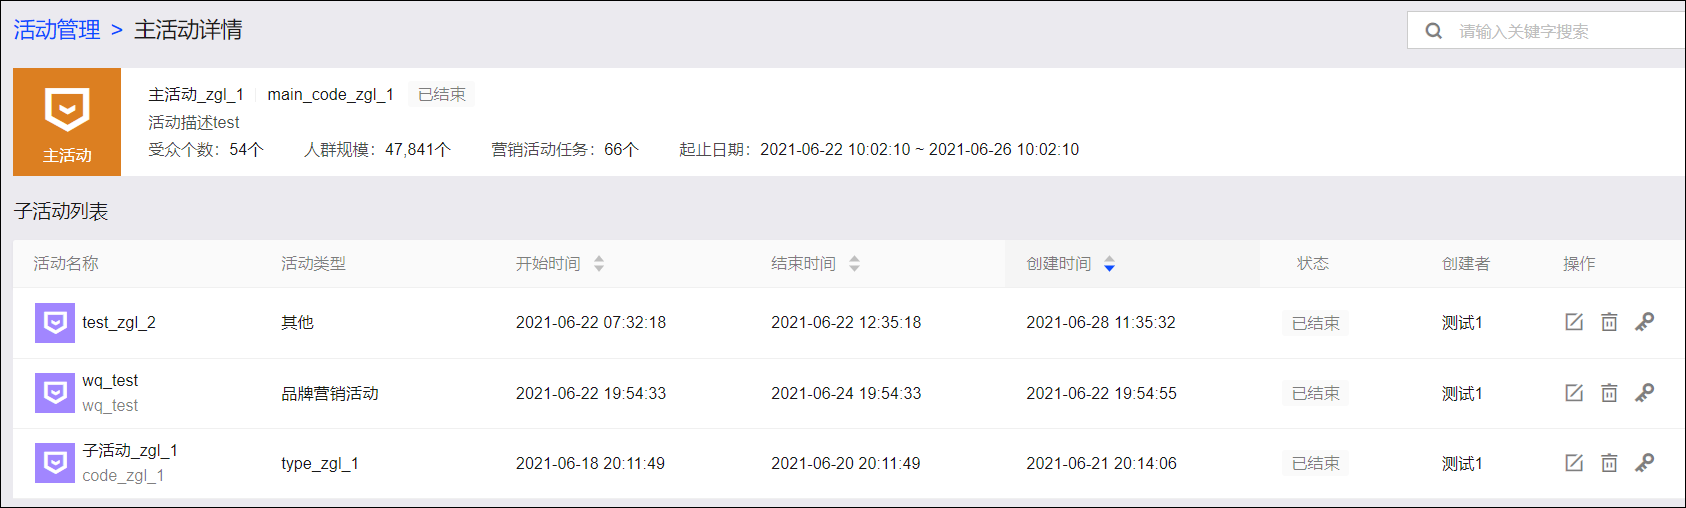 活动管理 > 主活动详情
请输入关键字搜索
主活动
主活动_zgl_1 main_code_zgl_1 已结束
活动描述test
受众个数：54个 人群规模：47,841个 营销活动任务：66个 起止日期：2021-06-22 10:02:10 ~ 2021-06-26 10:02:10
子活动列表
活动名称 活动类型 开始时间 结束时间 创建时间 状态 创建者 操作
test_zgl_2 其他 2021-06-22 07:32:18 2021-06-22 12:35:18 2021-06-28 11:35:32 已结束 测试1
wq_test
wq_test
品牌营销活动 2021-06-22 19:54:33 2021-06-24 19:54:33 2021-06-22 19:54:55 已结束 测试1
子活动_zgl_1
code_zgl_1
type_zgl_1 2021-06-18 20:11:49 2021-06-20 20:11:49 2021-06-21 20:14:06 已结束 测试1